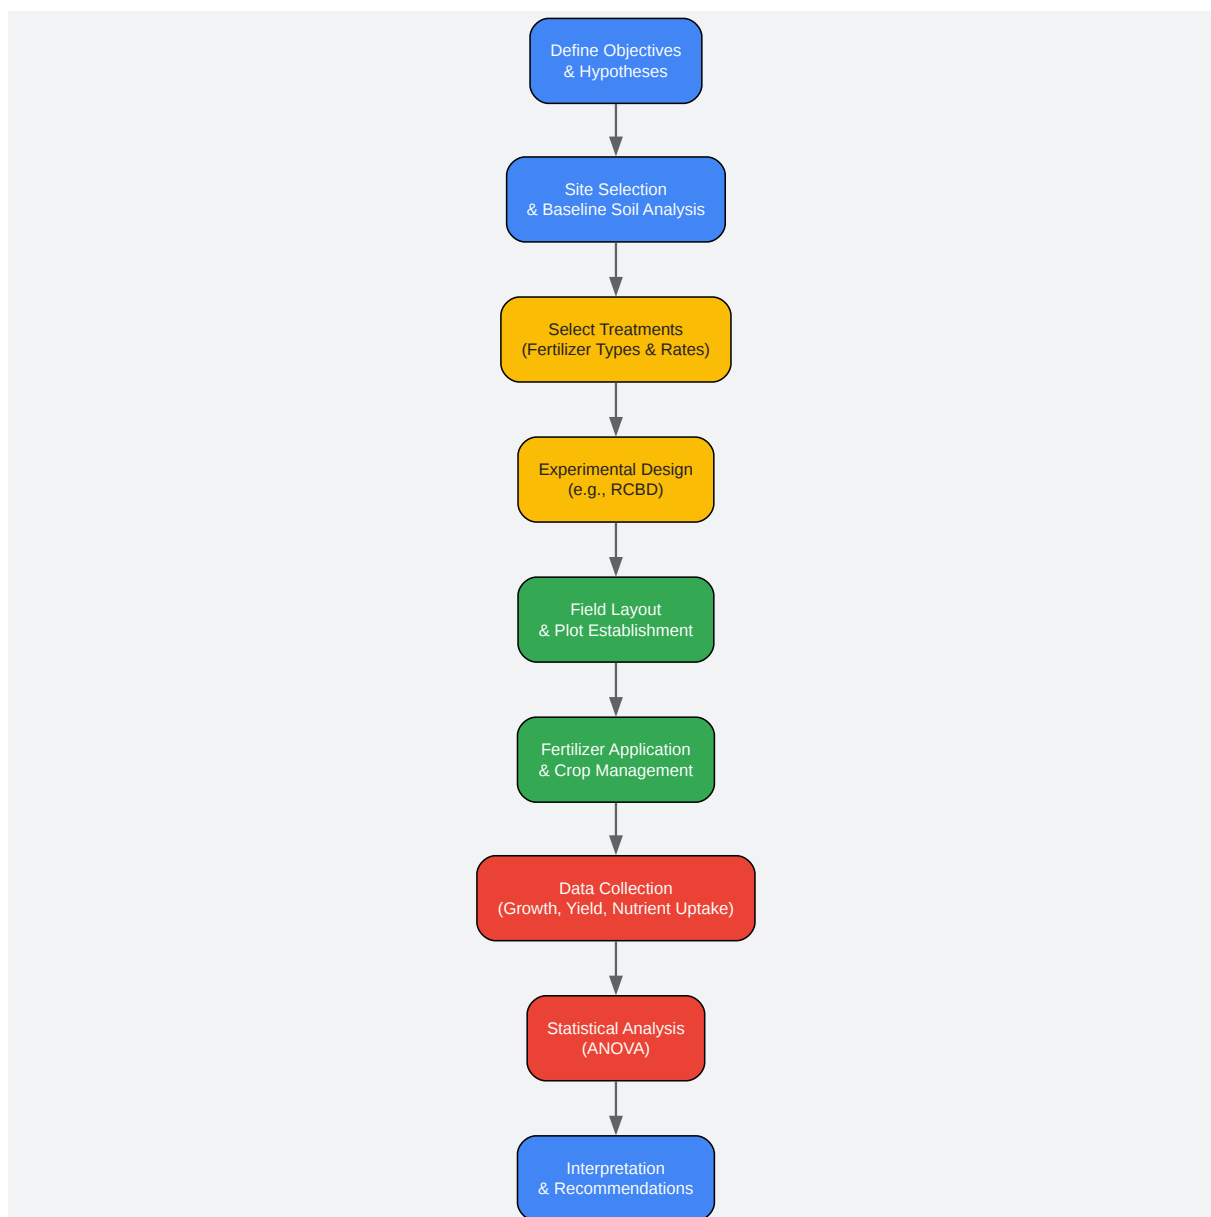 Define Objectives
& Hypotheses
Site Selection
& Baseline Soil Analysis
Select Treatments
(Fertilizer Types & Rates)
Experimental Design
(e.g., RCBD)
Field Layout
& Plot Establishment
Fertilizer Application
& Crop Management
Data Collection
(Growth, Yield, Nutrient Uptake)
Statistical Analysis
(ANOVA)
Interpretation
& Recommendations